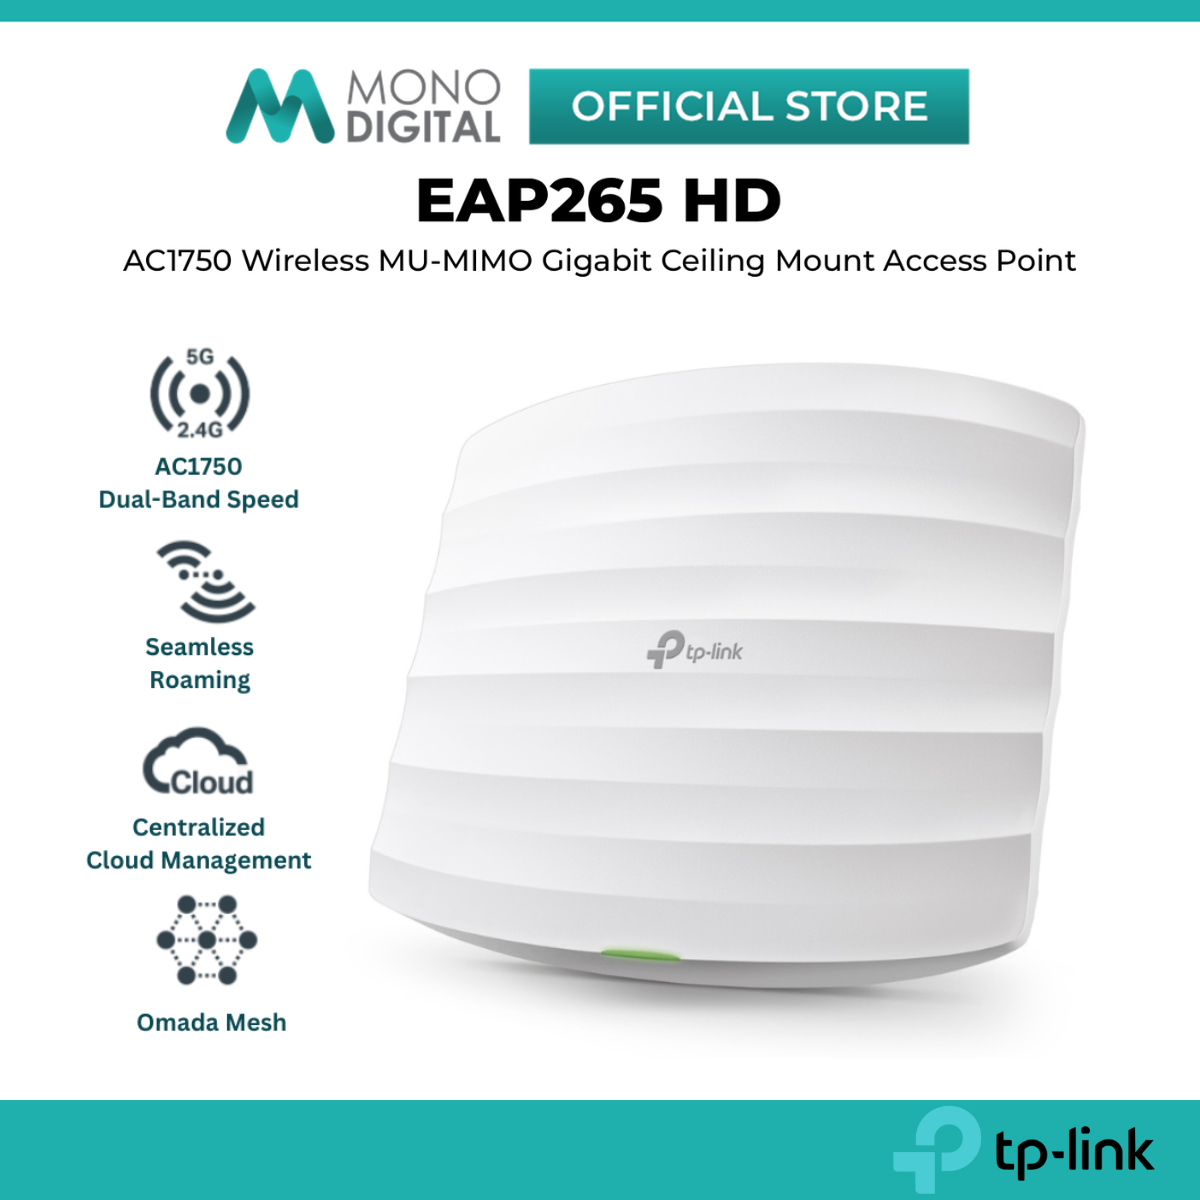 MONO
DIGITAL
OFFICIAL STORE
EAP265 HD
AC1750 Wireless MU-MIMO Gigabit Ceiling Mount Access Point
5G
2.4G
AC1750
Dual-Band Speed
Seamless
Roaming
Cloud
Centralized
Cloud Management
Omada Mesh
tp-link
tp-link